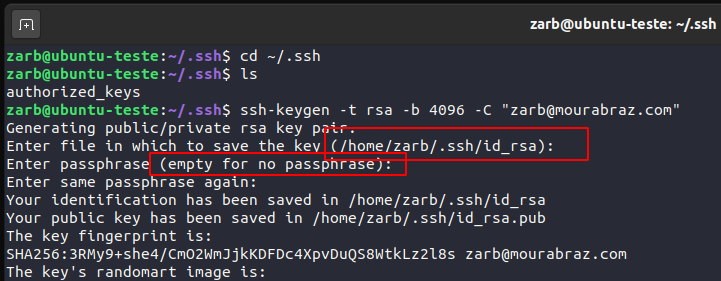 zarb@ubuntu-teste: ~/.ssh
zarb@ubuntu-teste:~/.ssh$ cd ~/.ssh
zarb@ubuntu-teste:~/.ssh$ ls
authorized_keys
zarb@ubuntu-teste:~/.ssh$ ssh-keygen -t rsa -b 4096 -C "zarb@mourabraz.com"
Generating public/private rsa key pair.
Enter file in which to save the key (/home/zarb/.ssh/id_rsa):
Enter passphrase (empty for no passphrase):
Enter same passphrase again:
Your identification has been saved in /home/zarb/.ssh/id_rsa
Your public key has been saved in /home/zarb/.ssh/id_rsa.pub
The key fingerprint is:
SHA256:3RMy9+she4/CmO2WmJjkKDFDc4XpvDuQS8WtkLz2l8s zarb@mourabraz.com
The key's randomart image is: